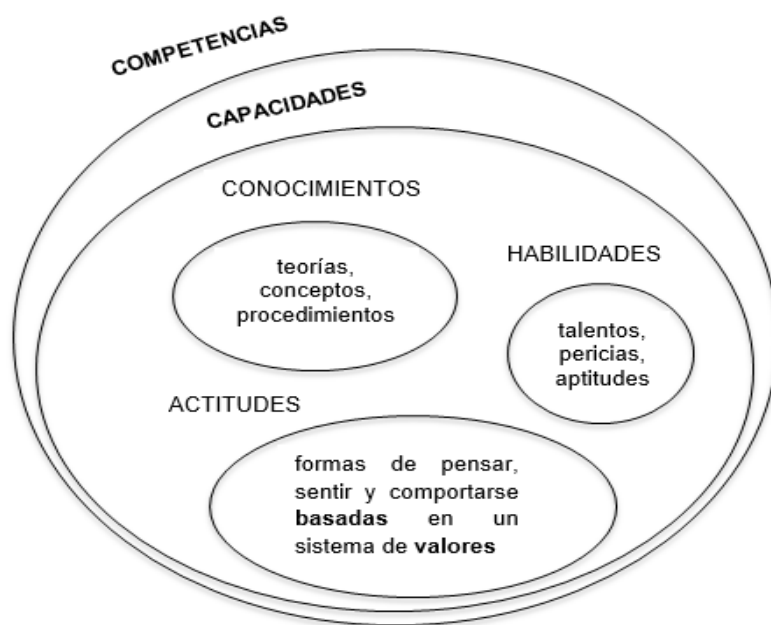 COMPETENCIAS
CAPACIDADES
CONOCIMIENTOS
teorías,
conceptos,
procedimientos
HABILIDADES
talentos,
pericias,
aptitudes
ACTITUDES
formas de pensar,
sentir y comportarse
basadas en un
sistema de valores